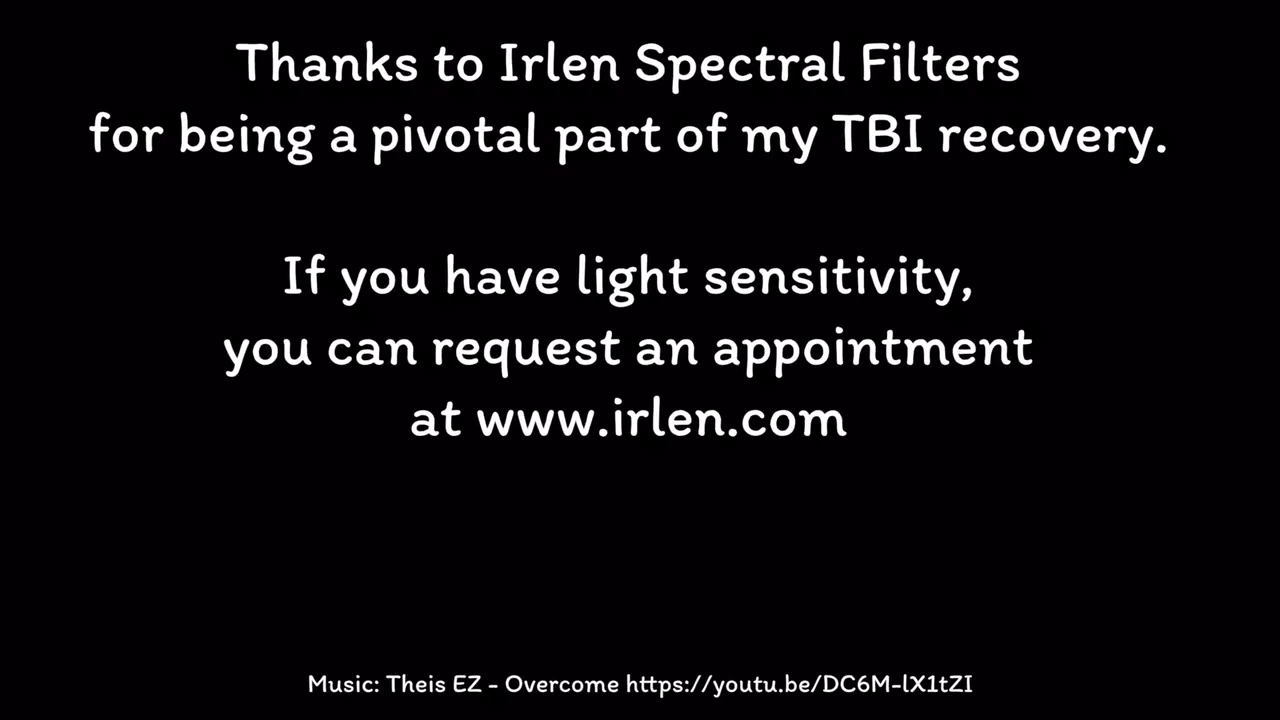 Thanks to Irlen Spectral Filters
for being a pivotal part of my TBI recovery.
If you have light sensitivity,
you can request an appointment
at www.irlen.com
Music: Theis EZ - Overcome https://youtu.be/DC6M-lX1tZI